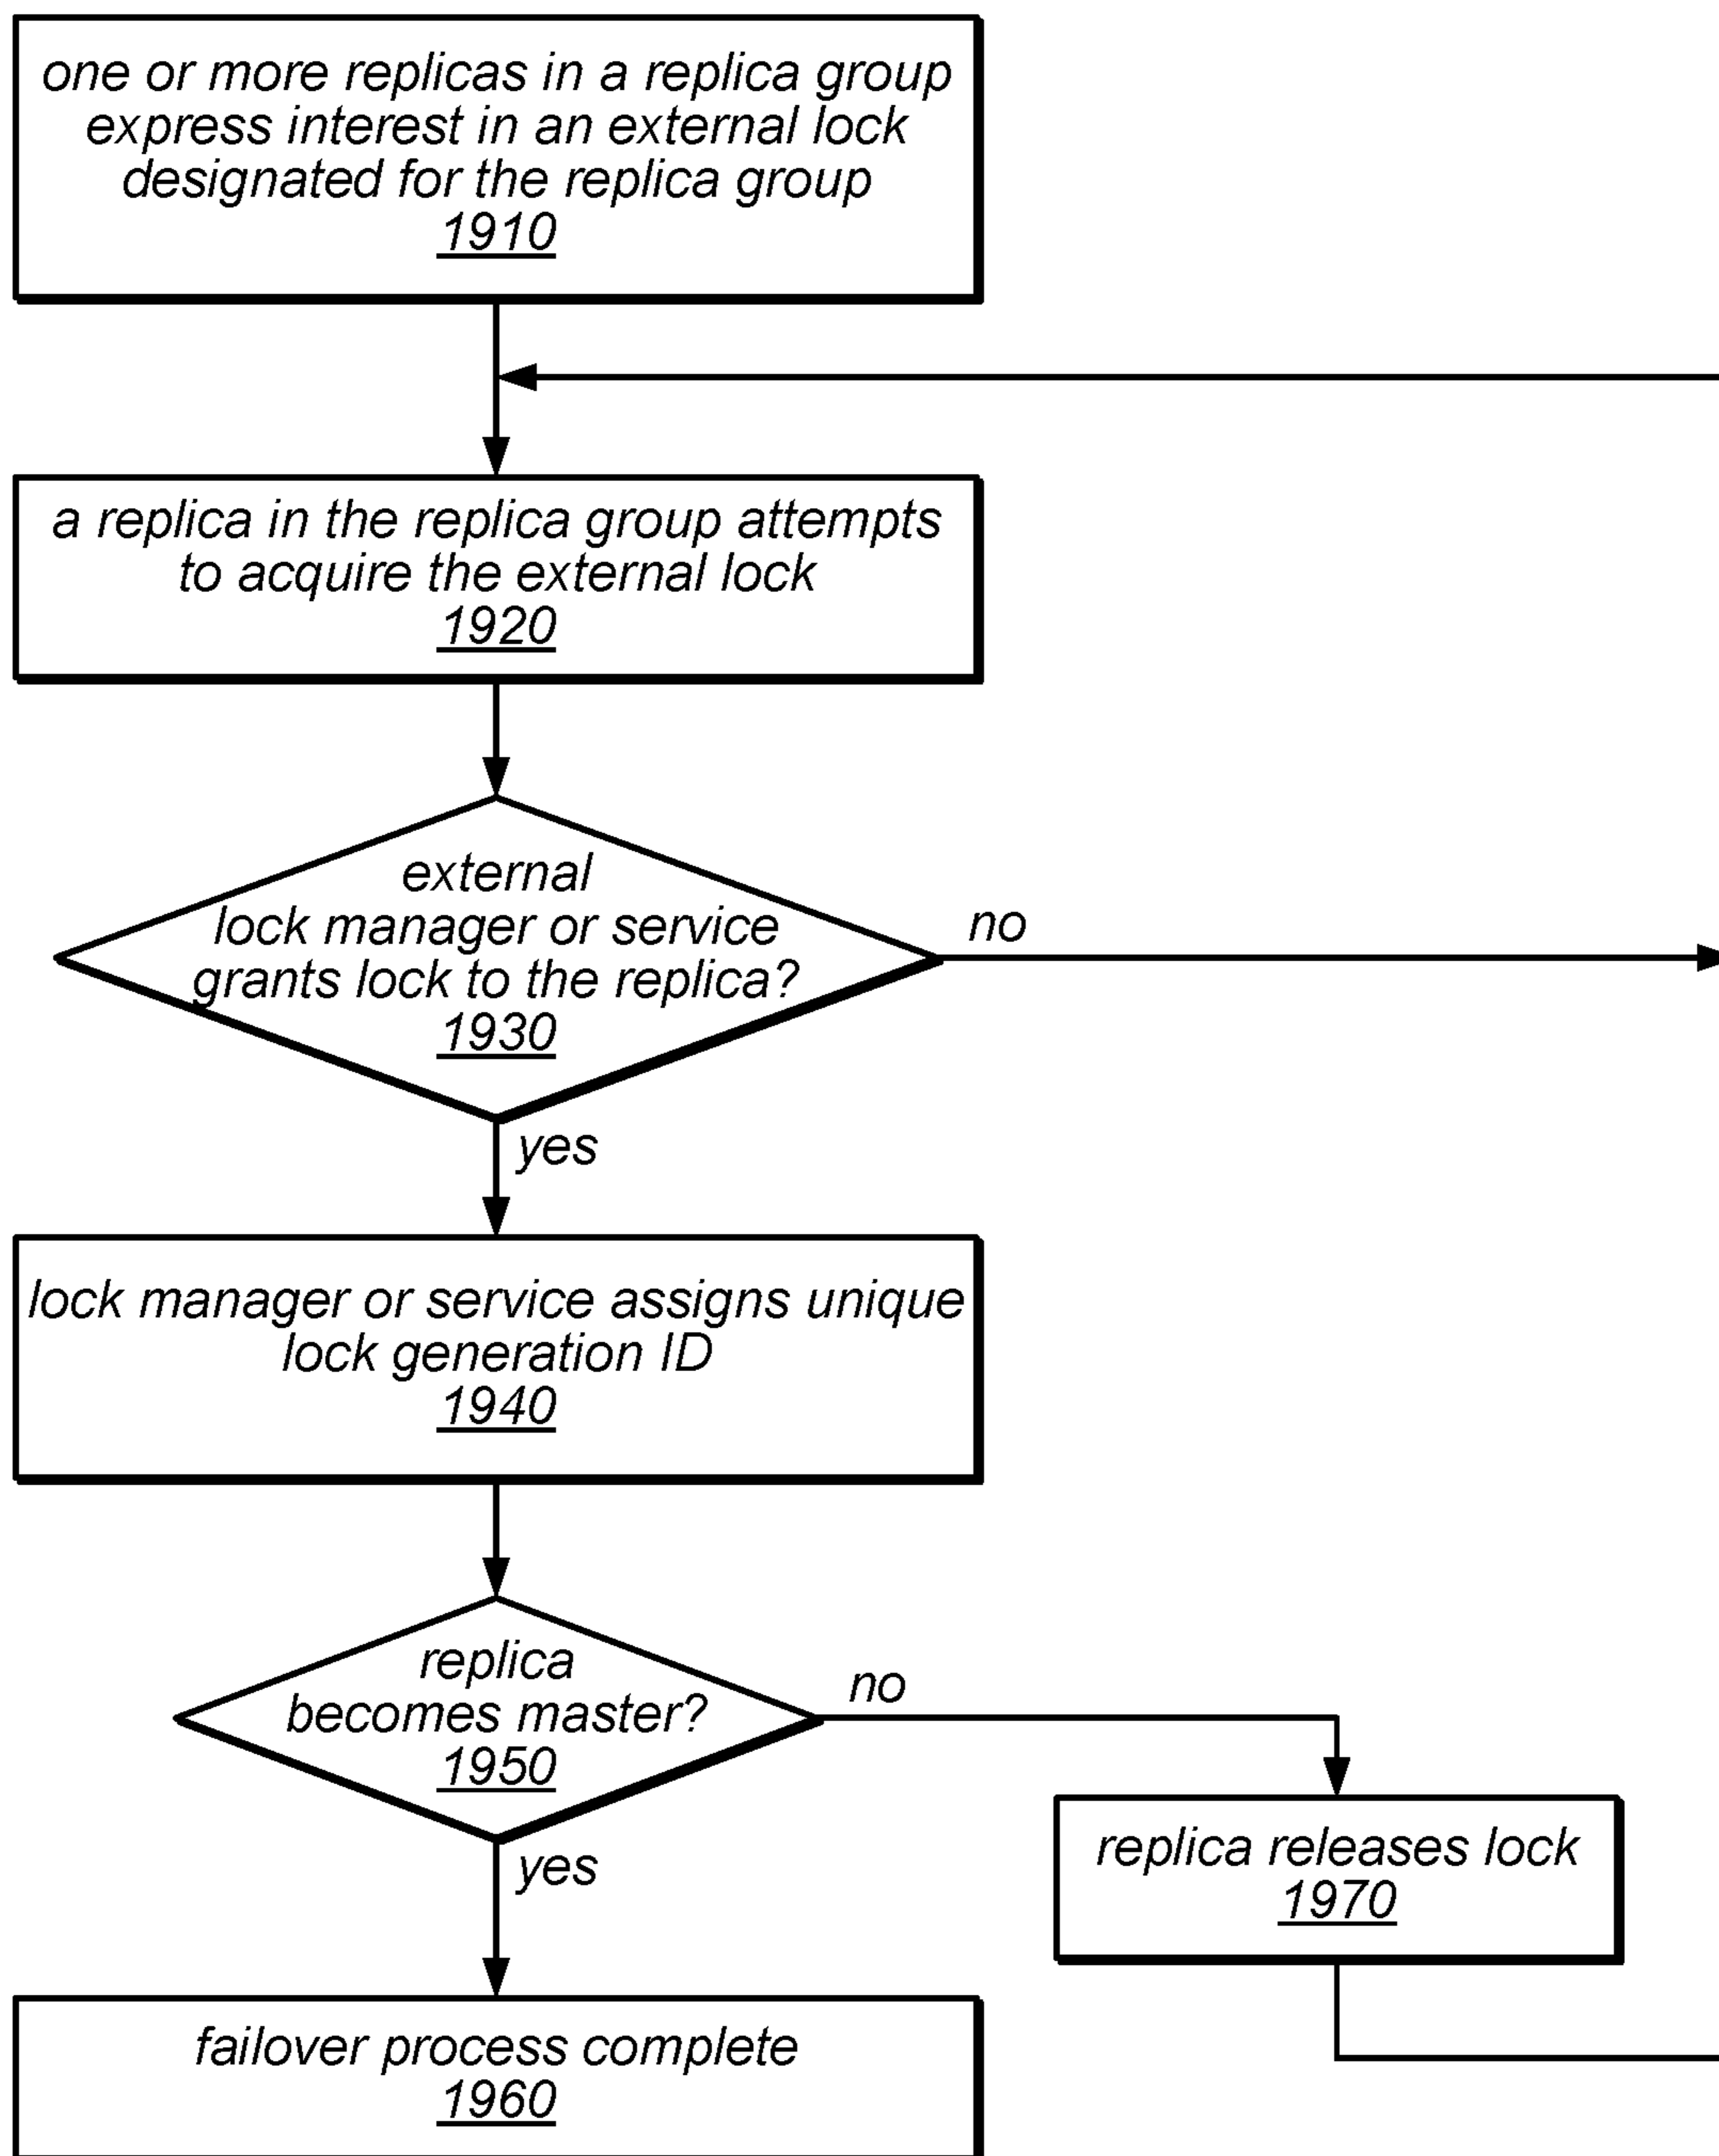 one or more replicas in a replica group
express interest in an external lock
designated for the replica group
1910
a replica in the replica group attempts
to acquire the external lock
1920
external
lock manager or service
grants lock to the replica?
1930
no
yes
lock manager or service assigns unique
lock generation ID
1940
replica
becomes master?
1950
no
yes
replica releases lock
1970
failover process complete
1960